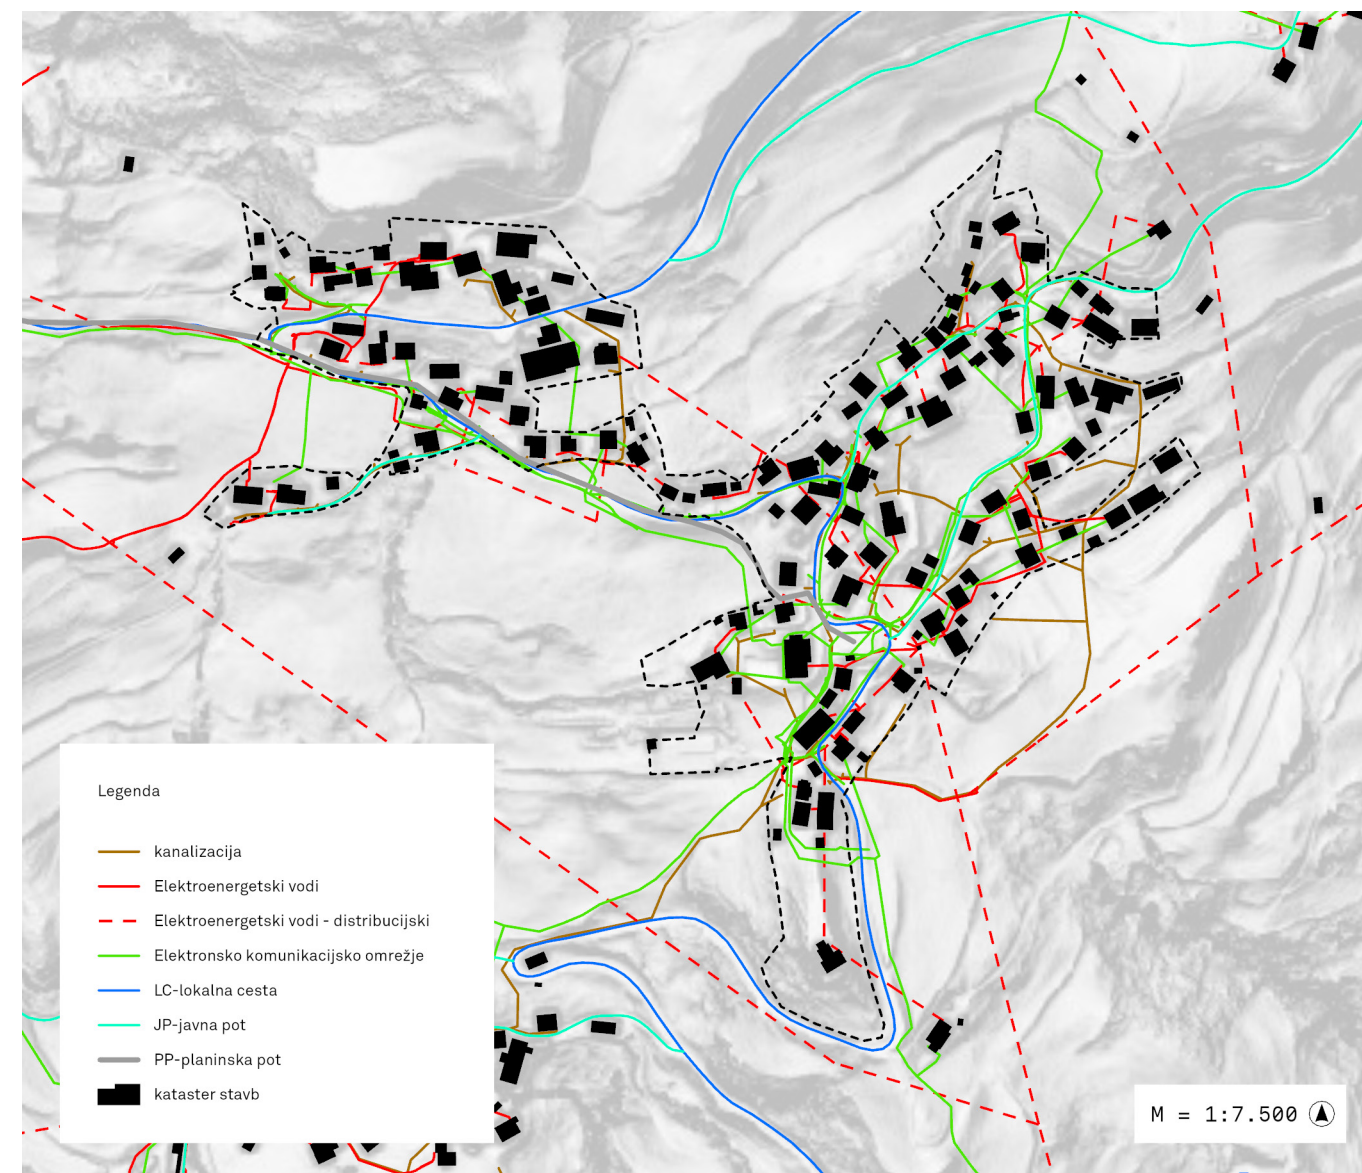 Legenda
kanalizacija
Elektroenergetski vodi
Elektroenergetski vodi - distribucijski
Elektronsko komunikacijsko omrežje
LC-lokalna cesta
JP-javna pot
PP-planinska pot
kataster stavb
M = 1:7.500